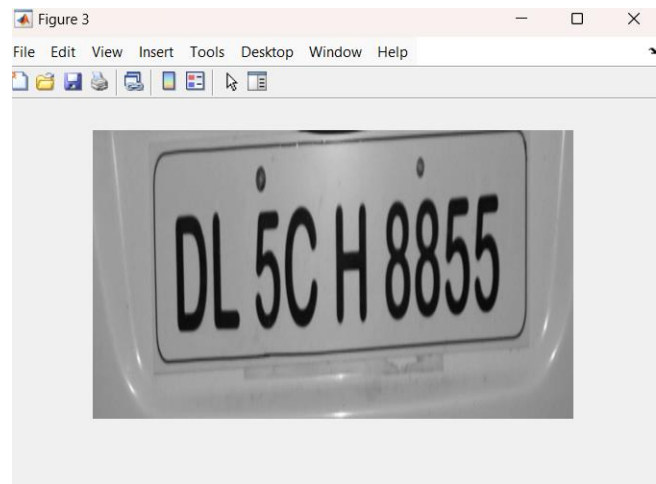 Figure 3
File Edit View Insert Tools Desktop Window Help
DL 5C H 8855